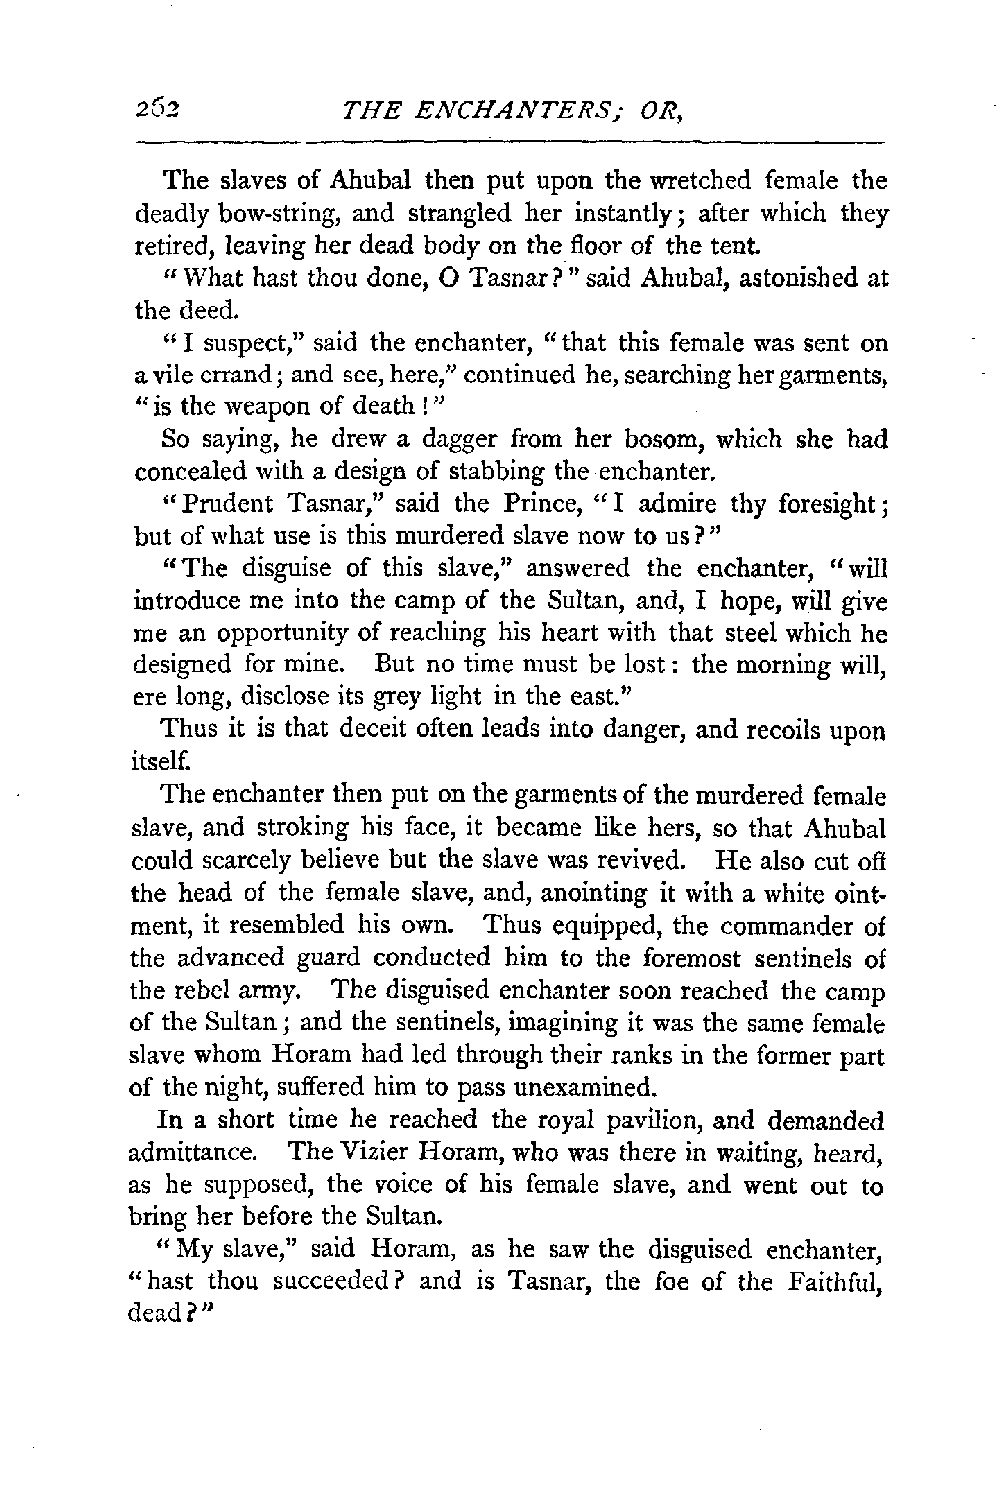 262 THE ENCHANTERS; OR,
The slaves of Ahubal then put upon the wretched female the
deadly bow-string, and strangled her instantly; after which they
retired, leaving her dead body on the floor of the tent.
"What hast thou done, O Tasnar?" said Ahubal, astonished at
the deed.
"I suspect," said the enchanter, "that this female was sent on
a vile errand; and see, here," continued he, searching her garments,
"is the weapon of death!"
So saying, he drew a dagger from her bosom, which she had
concealed with a design of stabbing the enchanter.
"Prudent Tasnar," said the Prince, "I admire thy foresight;
but of what use is this murdered slave now to us?"
"The disguise of this slave," answered the enchanter, "will
introduce me into the camp of the Sultan, and, I hope, will give
me an opportunity of reaching his heart with that steel which he
designed for mine. But no time must be lost: the morning will,
ere long, disclose its grey light in the east."
Thus it is that deceit often leads into danger, and recoils upon
itself.
The enchanter then put on the garments of the murdered female
slave, and stroking his face, it became like hers, so that Ahubal
could scarcely believe but the slave was revived. He also cut off
the head of the female slave, and, anointing it with a white oint-
ment, it resembled his own. Thus equipped, the commander of
the advanced guard conducted him to the foremost sentinels of
the rebel army. The disguised enchanter soon reached the camp
of the Sultan; and the sentinels, imagining it was the same female
slave whom Horam had led through their ranks in the former part
of the night, suffered him to pass unexamined.
In a short time he reached the royal pavilion, and demanded
admittance. The Vizier Horam, who was there in waiting, heard,
as he supposed, the voice of his female slave, and went out to
bring her before the Sultan.
"My slave," said Horam, as he saw the disguised enchanter,
"hast thou succeeded? and is Tasnar, the foe of the Faithful,
dead?"